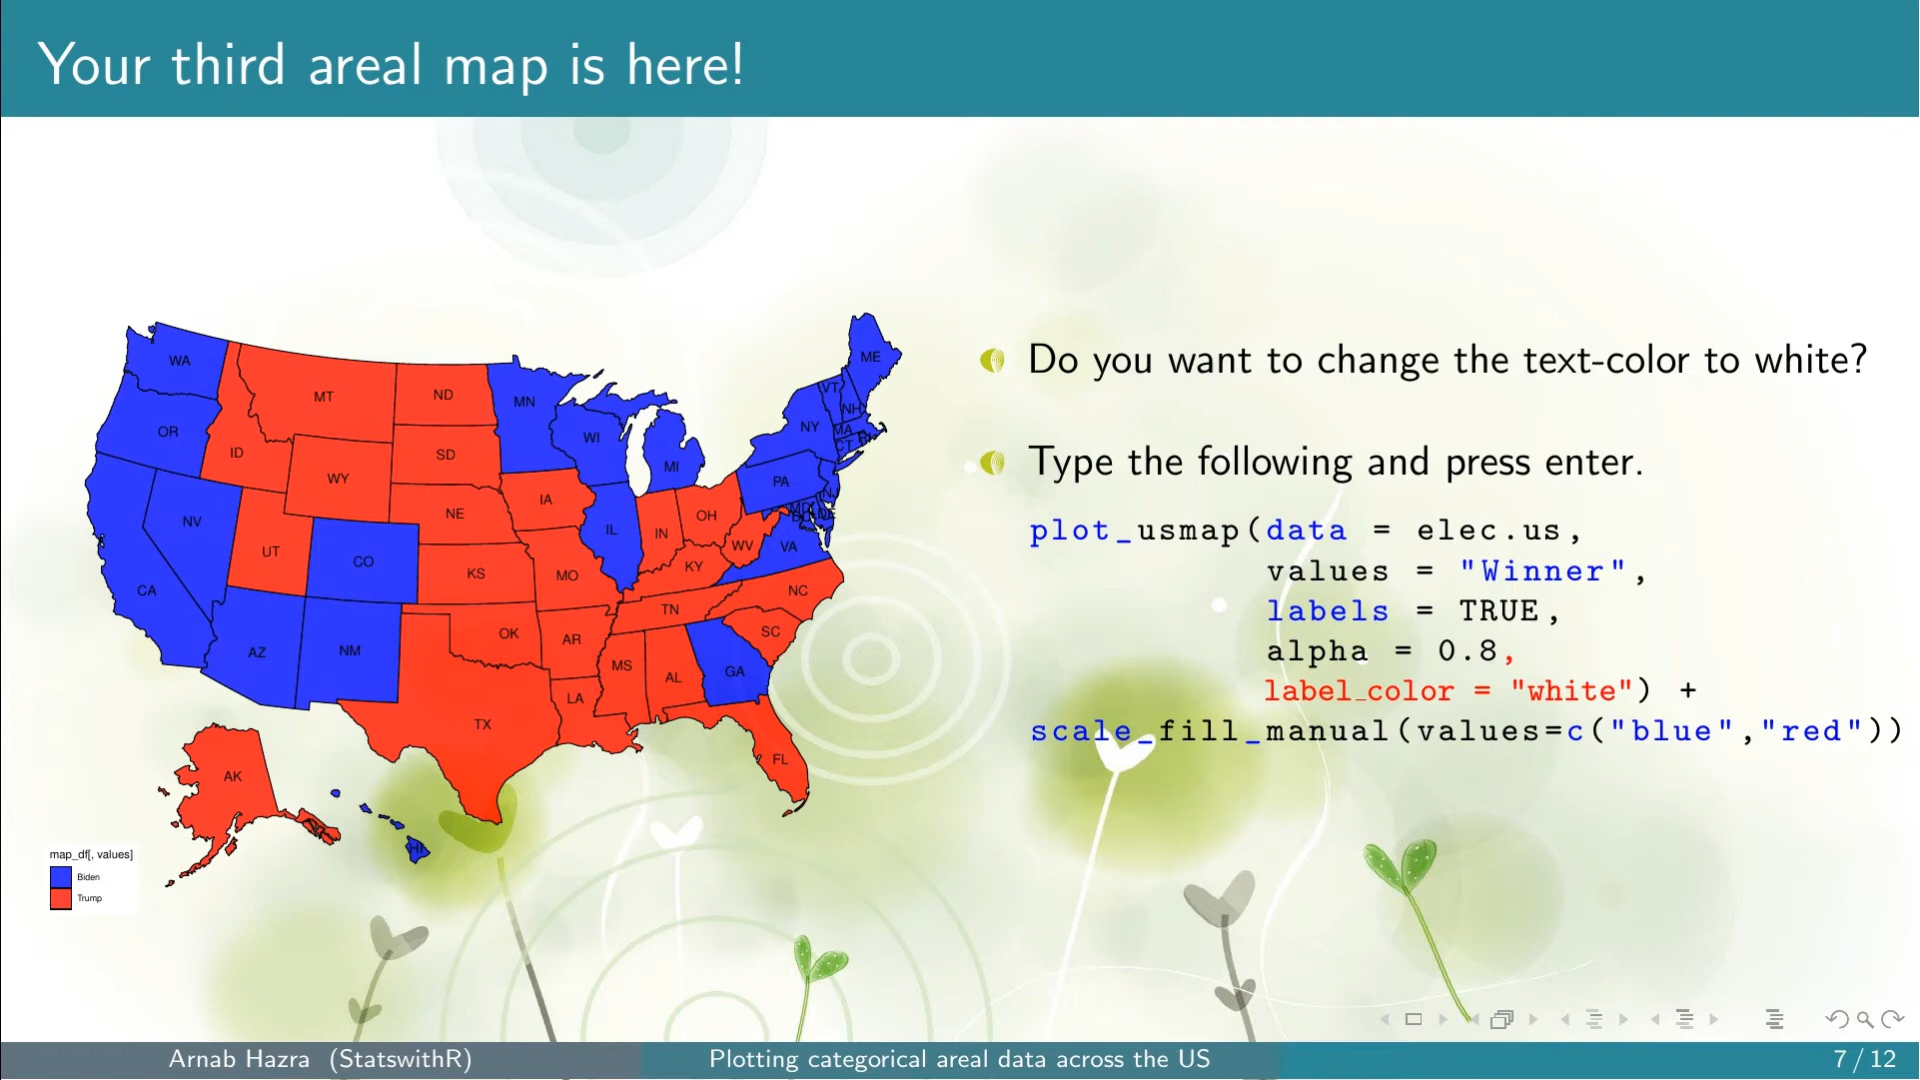 Your third areal map is here!
WA
OR
CA
NV
ID
MT
WY
UT
AZ
CO
NM
ND
SD
NE
KS
OK
TX
MN
IA
MO
AR
LA
WI
IL
MI
IN
OH
KY
TN
MS
AL
GA
FL
SC
NC
VA
WV
PA
NY
VT
NH
ME
MA
CT
RI
NJ
MD
DE
AK
HI
map_df[, values]
Biden
Trump
Do you want to change the text-color to white?
Type the following and press enter.
plot_usmap(data = elec.us,
values = "Winner",
labels = TRUE,
alpha = 0.8,
label_color = "white") +
scale_fill_manual(values=c("blue","red"))
Arnab Hazra (StatswithR)
Plotting categorical areal data across the US
7 / 12